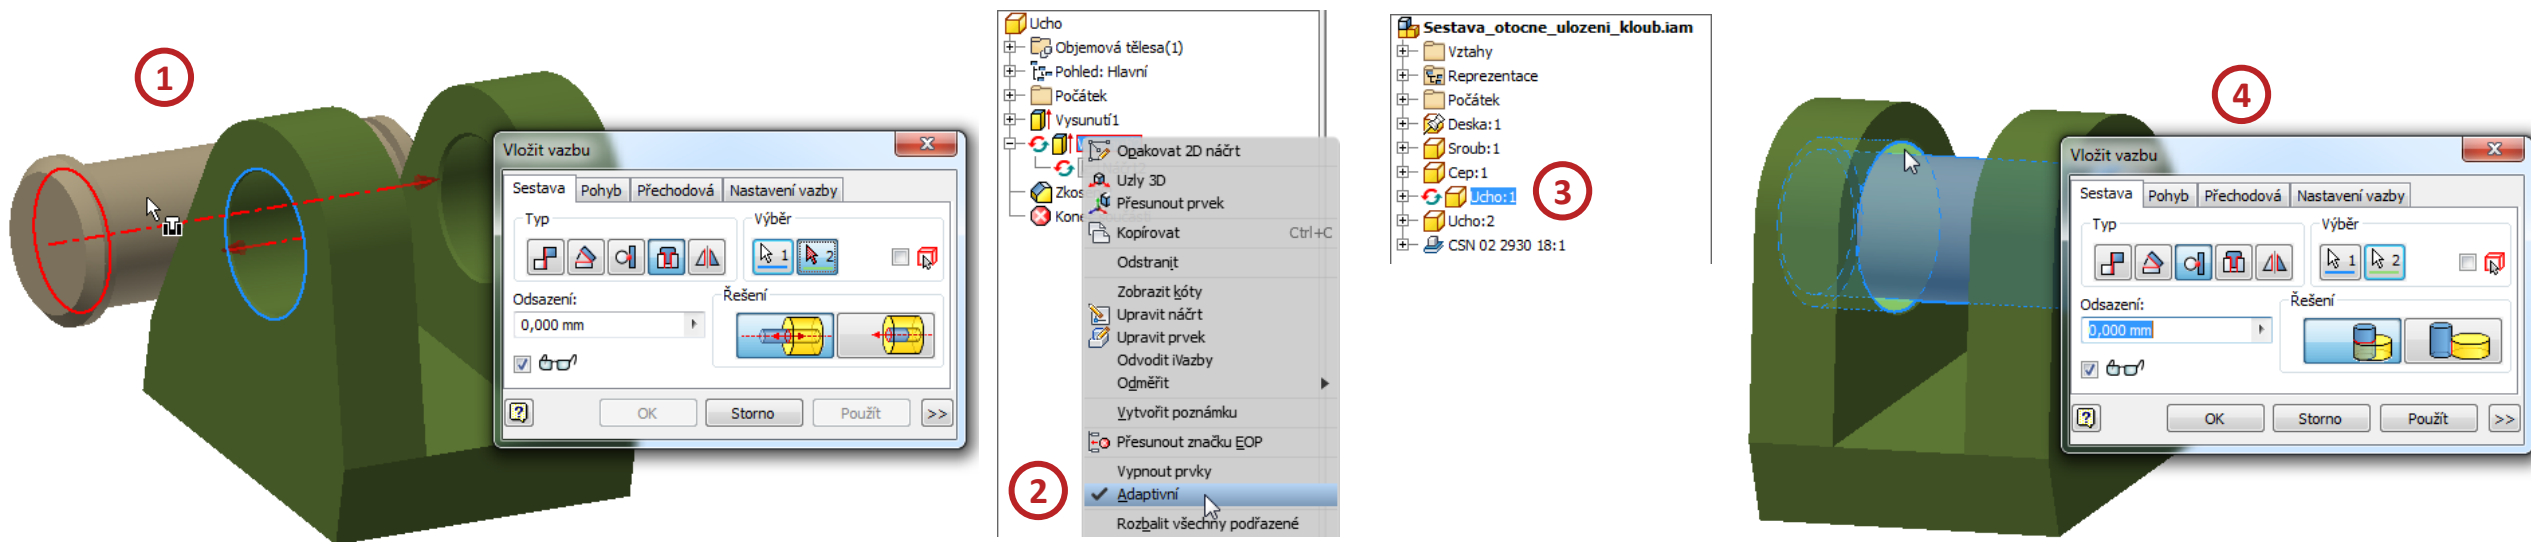 1
Vložit vazbu
Sestava
Pohyb
Přechodová
Nastavení vazby
Typ
Výběr
1
2
Odsazení:
Řešení
0,000 mm
OK
Storno
Použít
>>
Ucho
Objemová tělesa(1)
Pohled: Hlavní
Počátek
Vysunutí1
Zkos
Kone
Opakovat 2D náčrt
Uzly 3D
Přesunout prvek
Kopírovat Ctrl+C
Odstranit
Zobrazit kóty
Upravit náčrt
Upravit prvek
Odvodit iVazby
Odměřit
Vytvořit poznámku
Přesunout značku EOP
Vypnout prvky
Adaptivní
Rozbalit všechny podřazené
2
Sestava_otocne_ulozeni_kloub.iam
Vztahy
Reprezentace
Počátek
Deska:1
Sroub:1
Cep:1
Ucho:1
Ucho:2
CSN 02 2930 18:1
3
4
Vložit vazbu
Sestava
Pohyb
Přechodová
Nastavení vazby
Typ
Výběr
1
2
Odsazení:
Řešení
0,000 mm
OK
Storno
Použít
>>